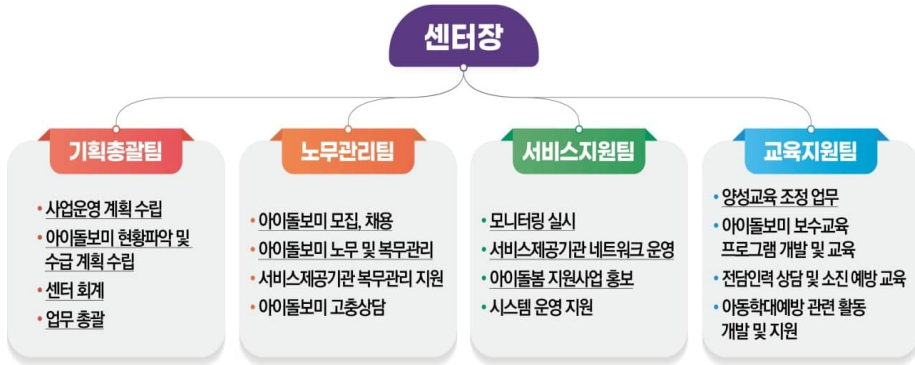 센터장
기획총괄팀
• 사업운영 계획 수립
• 아이돌보미 현황파악 및
수급 계획 수립
• 센터 회계
• 업무 총괄
노무관리팀
• 아이돌보미 모집, 채용
• 아이돌보미 노무 및 복무관리
• 서비스제공기관 복무관리 지원
• 아이돌보미 고충상담
서비스지원팀
• 모니터링 실시
• 서비스제공기관 네트워크 운영
• 아이돌봄 지원사업 홍보
• 시스템 운영 지원
교육지원팀
• 양성교육 조정 업무
• 아이돌보미 보수교육
프로그램 개발 및 교육
• 전담인력 상담 및 소진 예방 교육
• 아동학대예방 관련 활동
개발 및 지원